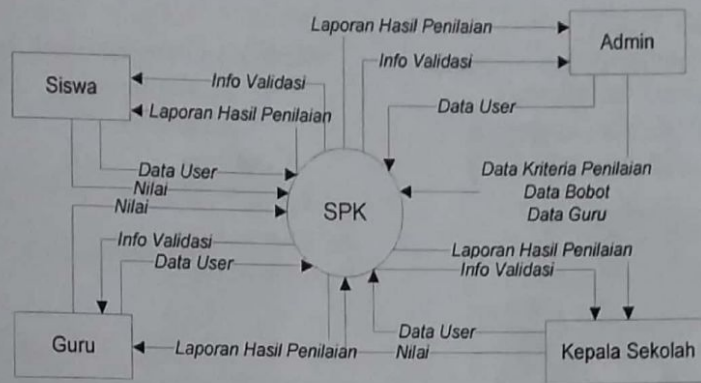 Laporan Hasil Penilaian
Admin
Info Validasi
Siswa
Info Validasi
Laporan Hasil Penilaian
Data User
Data User
Nilai
Nilai
Data Kriteria Penilaian
Data Bobot
Data Guru
SPK
Info Validasi
Data User
Laporan Hasil Penilaian
Info Validasi
Guru
Laporan Hasil Penilaian
Data User
Nilai
Kepala Sekolah